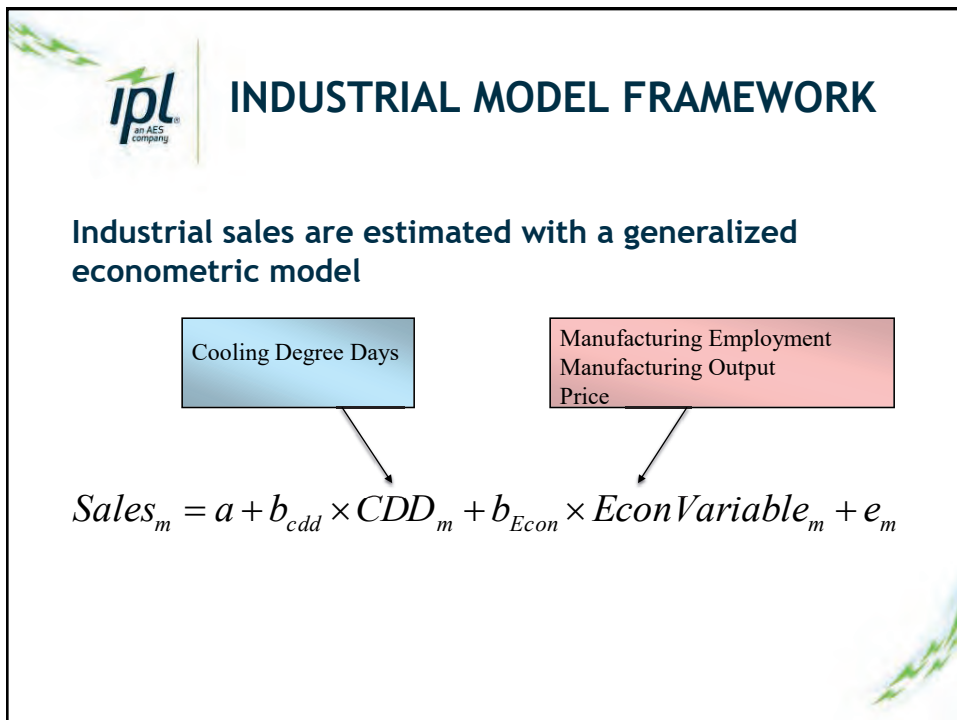 ipl
an AES
company
INDUSTRIAL MODEL FRAMEWORK
Industrial sales are estimated with a generalized
econometric model
Cooling Degree Days
Manufacturing Employment
Manufacturing Output
Price
Sales_m = a + b_cdd × CDD_m + b_Econ × EconVariable_m + e_m